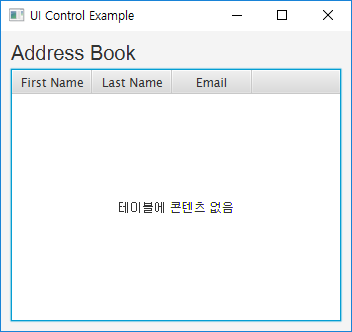 UI Control Example
Address Book
First Name Last Name Email
테이블에 콘텐츠 없음